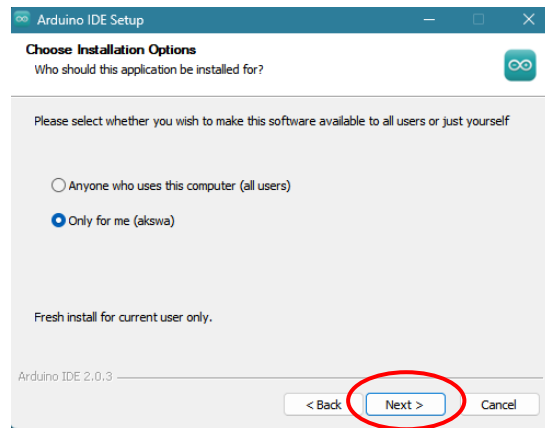 Arduino IDE Setup
Choose Installation Options
Who should this application be installed for?
Please select whether you wish to make this software available to all users or just yourself
Anyone who uses this computer (all users)
Only for me (akswa)
Fresh install for current user only.
Arduino IDE 2.0.3
< Back Next > Cancel